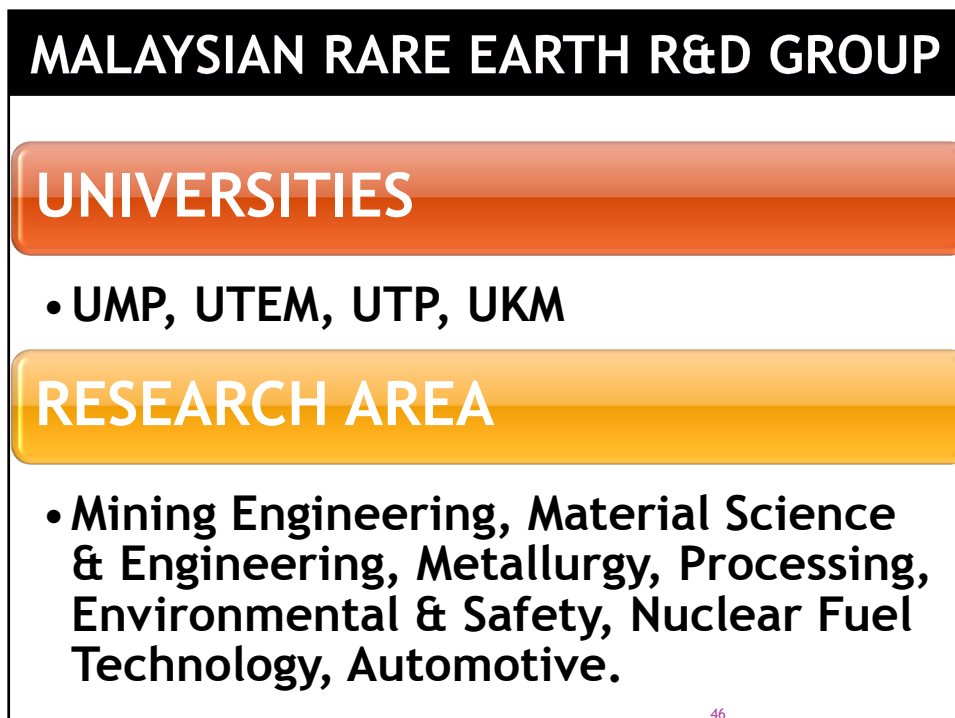 MALAYSIAN RARE EARTH R&D GROUP
UNIVERSITIES
•UMP, UTEM, UTP, UKM
RESEARCH AREA
•Mining Engineering, Material Science
& Engineering, Metallurgy, Processing,
Environmental & Safety, Nuclear Fuel
Technology, Automotive.
46